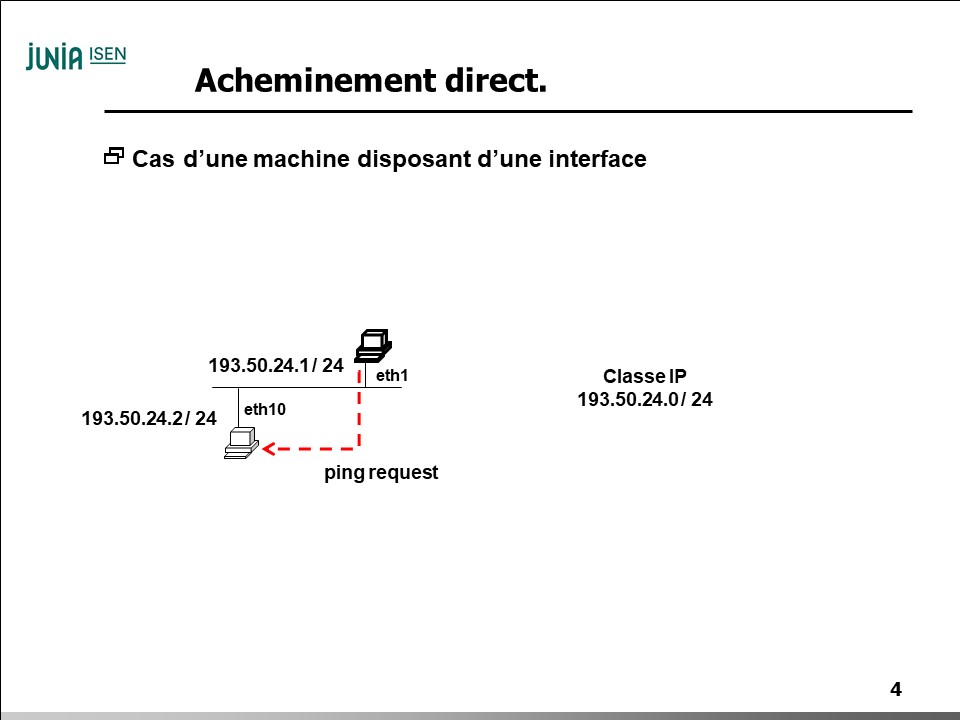 JUNIA ISEN
Acheminement direct.
Cas d’une machine disposant d’une interface
193.50.24.1 / 24
eth1
Classe IP
193.50.24.0 / 24
eth10
193.50.24.2 / 24
ping request
4